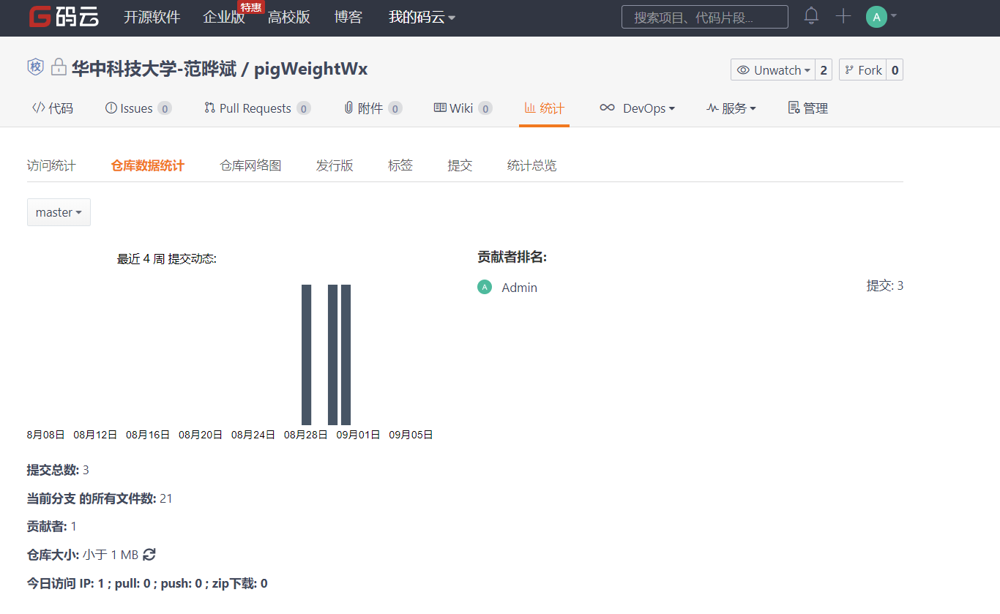 码云 开源软件 企业版 特惠 高校版 博客 我的码云 搜索项目、代码片段... A
校 华中科技大学-范晔斌 / pigWeightWx Unwatch 2 Fork 0
代码 Issues 0 Pull Requests 0 附件 0 Wiki 0 统计 DevOps 服务 管理
访问统计 仓库数据统计 仓库网络图 发行版 标签 提交 统计总览
master
最近 4 周 提交动态:
8月08日 08月12日 08月16日 08月20日 08月24日 08月28日 09月01日 09月05日
贡献者排名:
A Admin 提交: 3
提交总数: 3
当前分支 的所有文件数: 21
贡献者: 1
仓库大小: 小于 1 MB
今日访问 IP: 1 ; pull: 0 ; push: 0 ; zip下载: 0